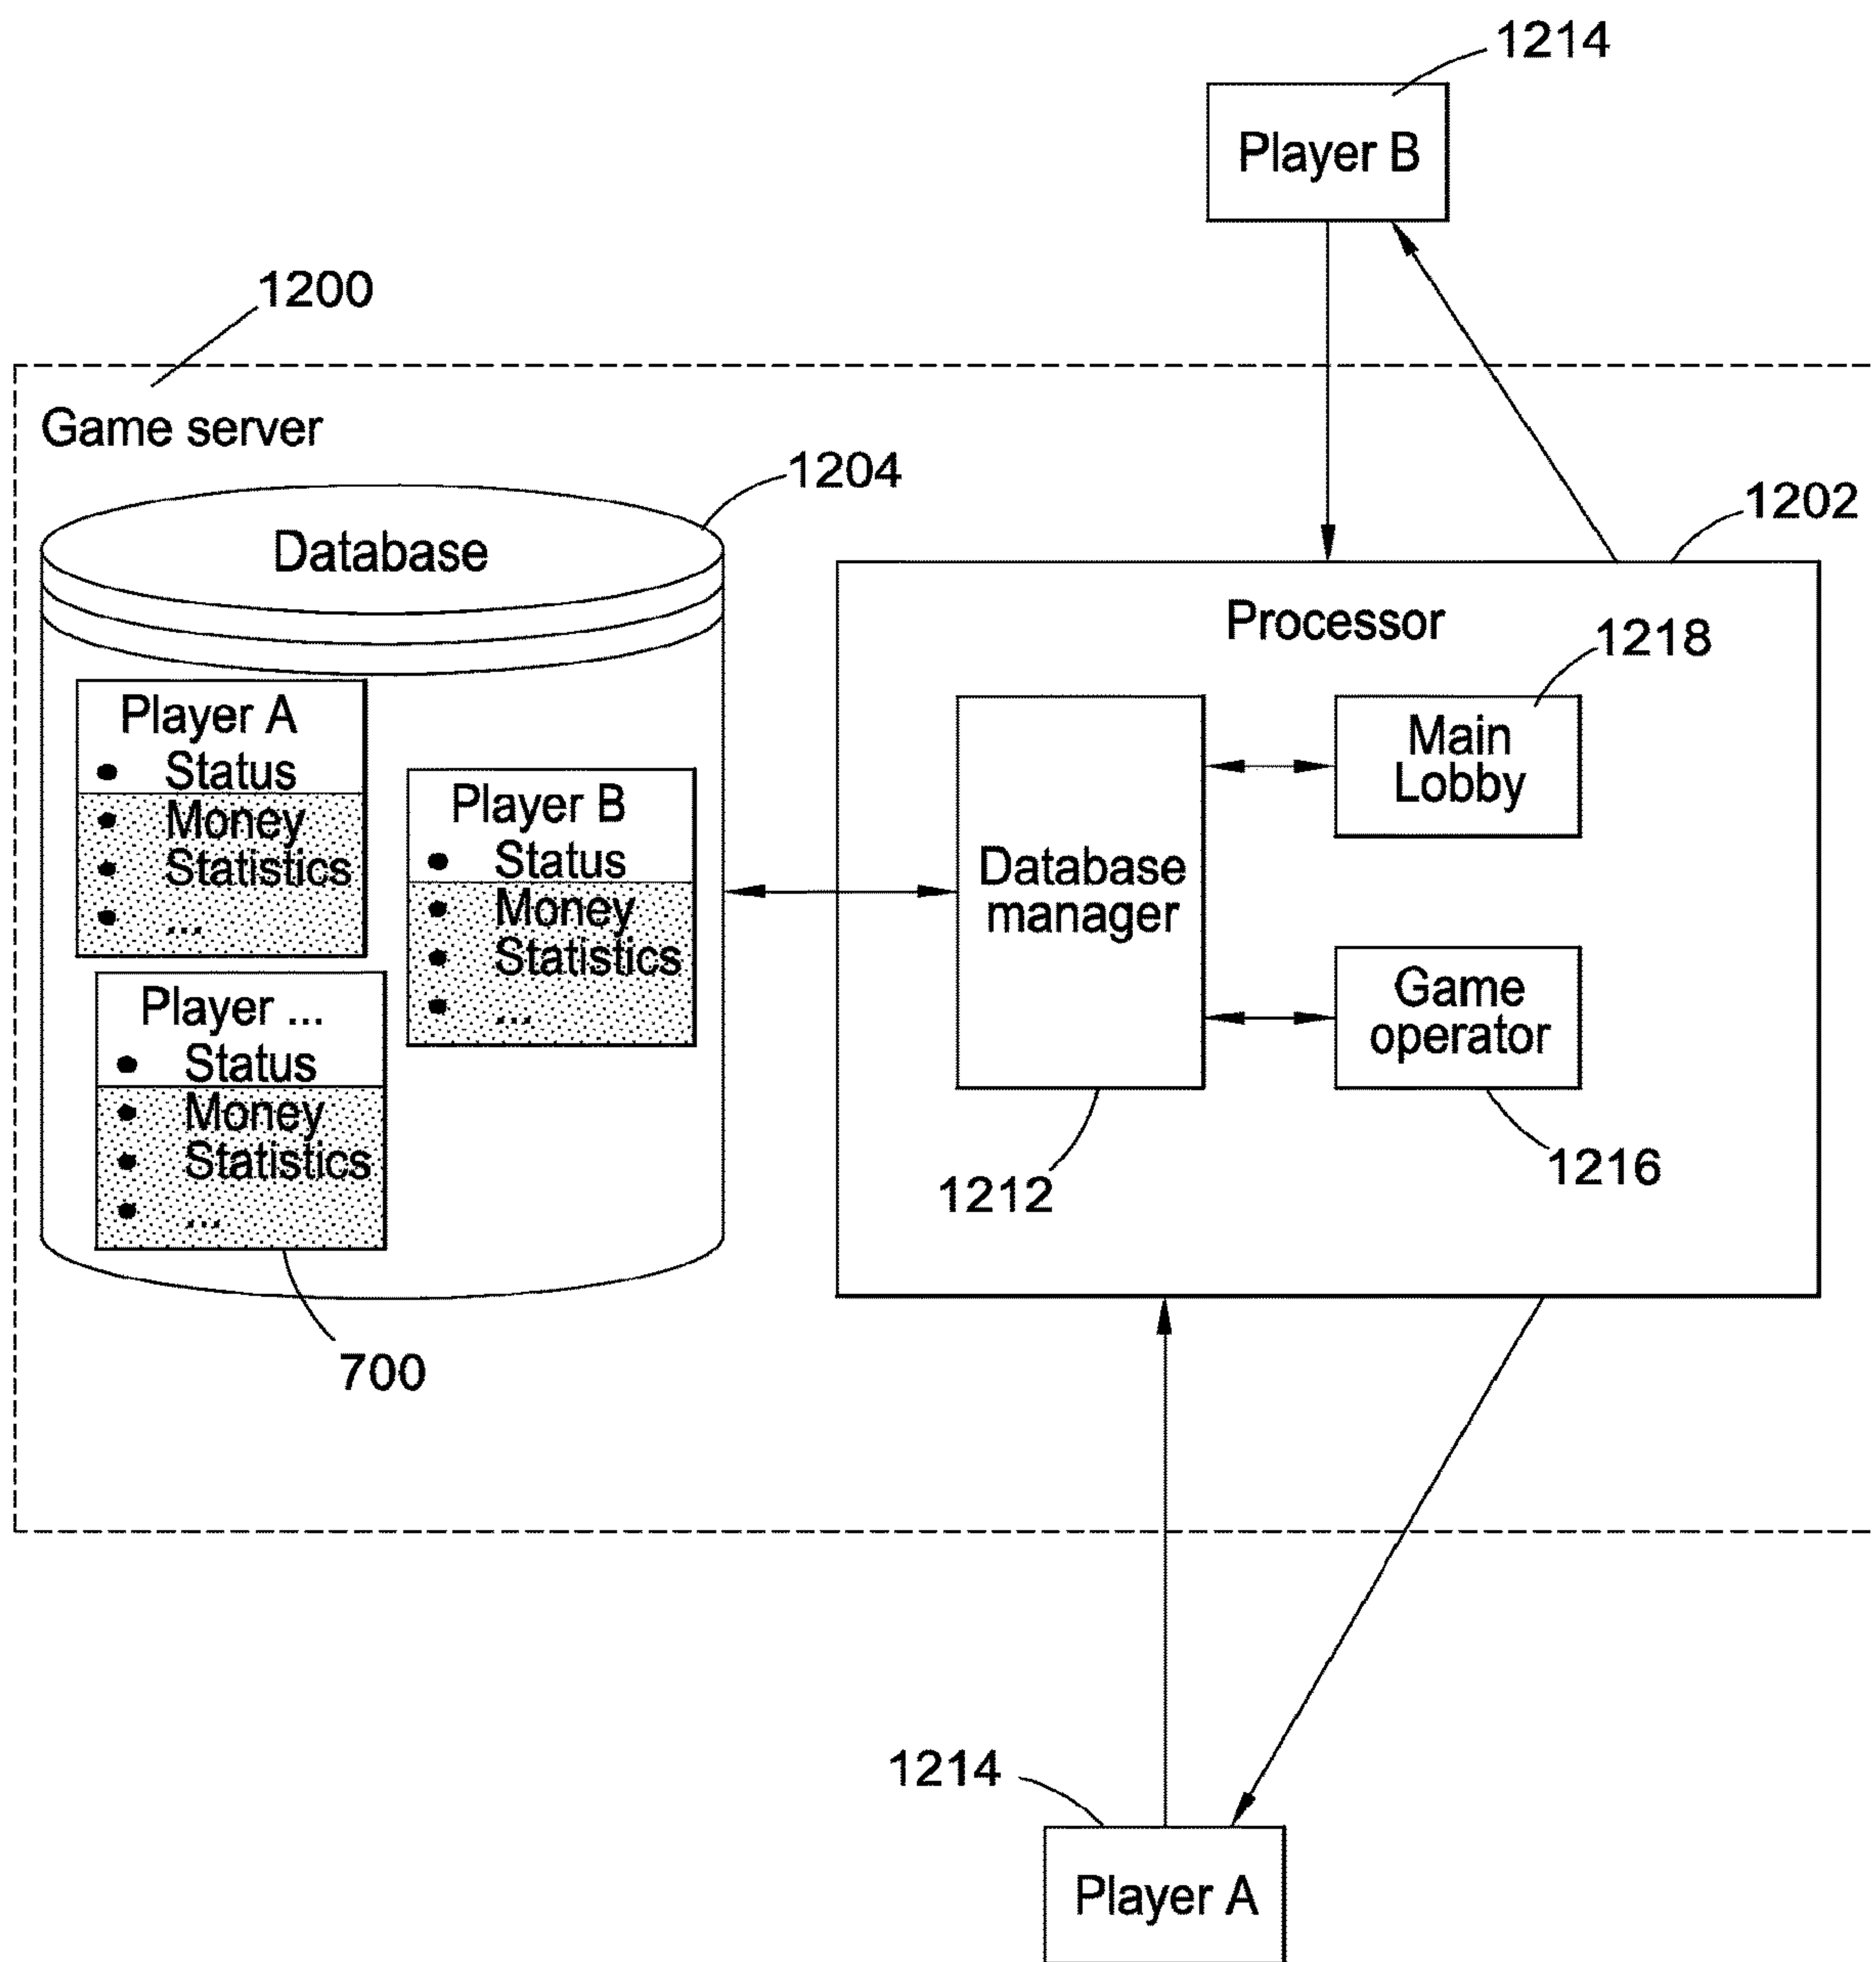 1214
Player B
1200
Game server
1204
Database
1202
Processor
1218
Player A
• Status
• Money
• Statistics
• ...
Player B
• Status
• Money
• Statistics
• ...
Player ...
• Status
• Money
• Statistics
• ...
700
Database
manager
1212
Main
Lobby
Game
operator
1216
1214
Player A